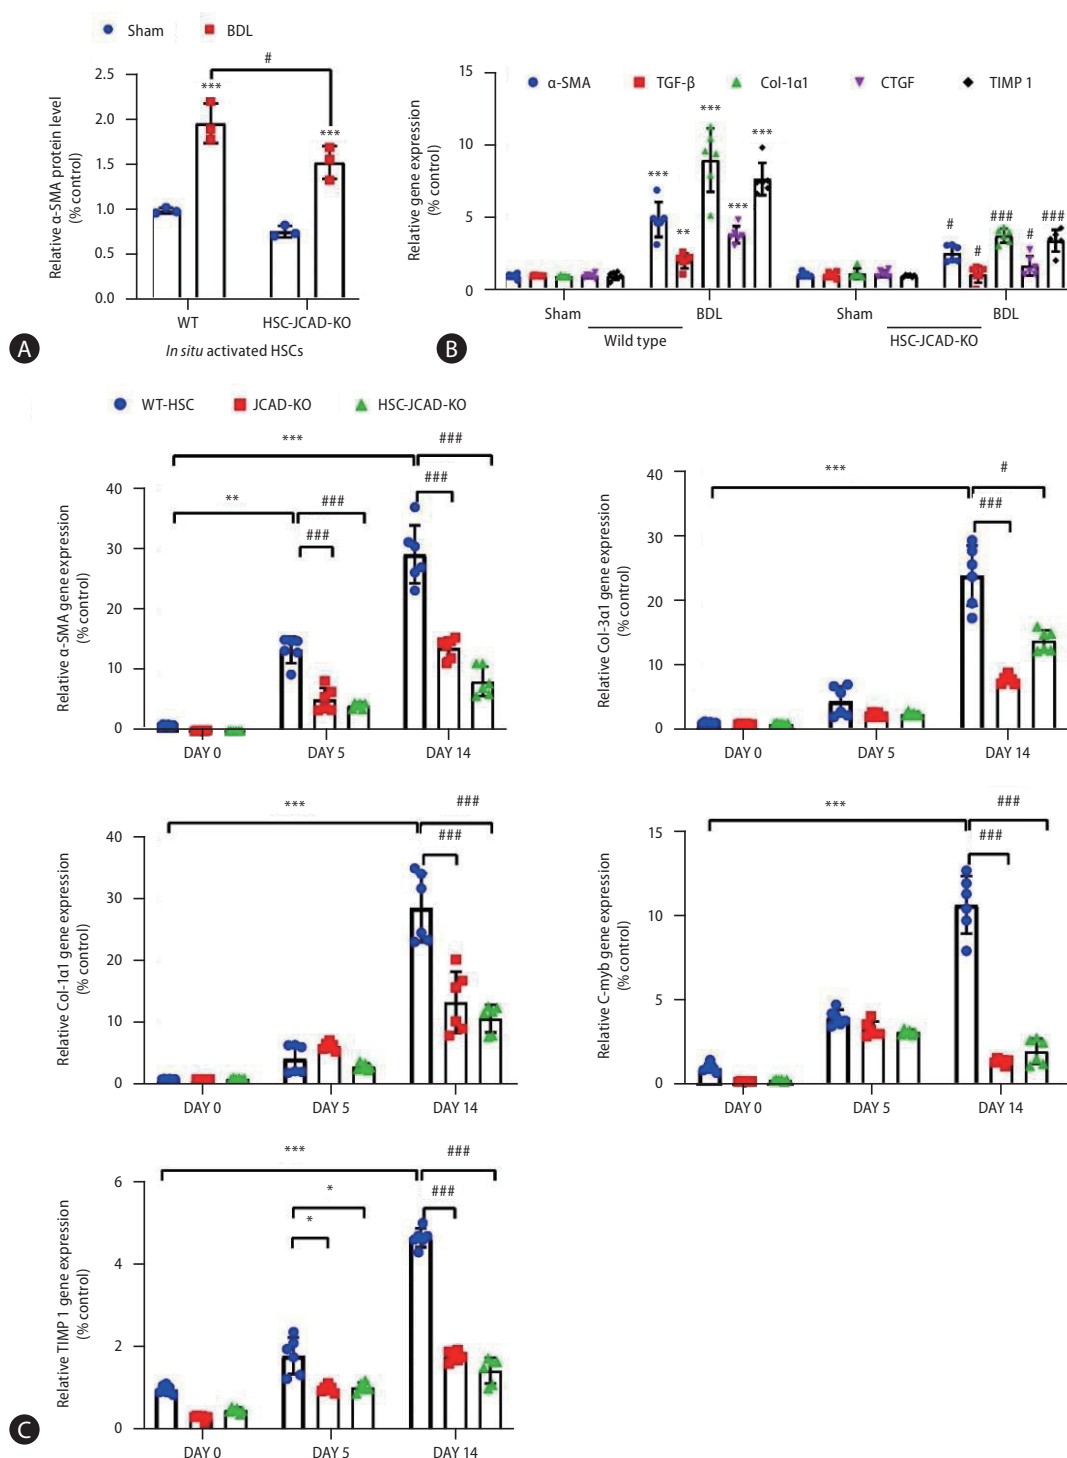 Sham BDL
Relative α-SMA protein level
(% control)
2.5
2.0
1.5
1.0
0.5
0.0
#
***
***
WT HSC-JCAD-KO
In situ activated HSCs
A
α-SMA TGF-β Col-1α1 CTGF TIMP 1
Relative gene expression
(% control)
15
10
5
0
***
**
***
***
***
#
#
###
#
###
Sham BDL Sham BDL
Wild type HSC-JCAD-KO
B
WT-HSC JCAD-KO HSC-JCAD-KO
Relative α-SMA gene expression
(% control)
40
30
20
10
0
***
###
###
**
###
###
DAY 0 DAY 5 DAY 14
Relative Col-3α1 gene expression
(% control)
40
30
20
10
0
***
#
###
DAY 0 DAY 5 DAY 14
Relative Col-1α1 gene expression
(% control)
40
30
20
10
0
***
###
###
DAY 0 DAY 5 DAY 14
Relative C-myb gene expression
(% control)
15
10
5
0
***
###
###
DAY 0 DAY 5 DAY 14
Relative TIMP 1 gene expression
(% control)
6
4
2
0
***
###
###
*
*
DAY 0 DAY 5 DAY 14
C